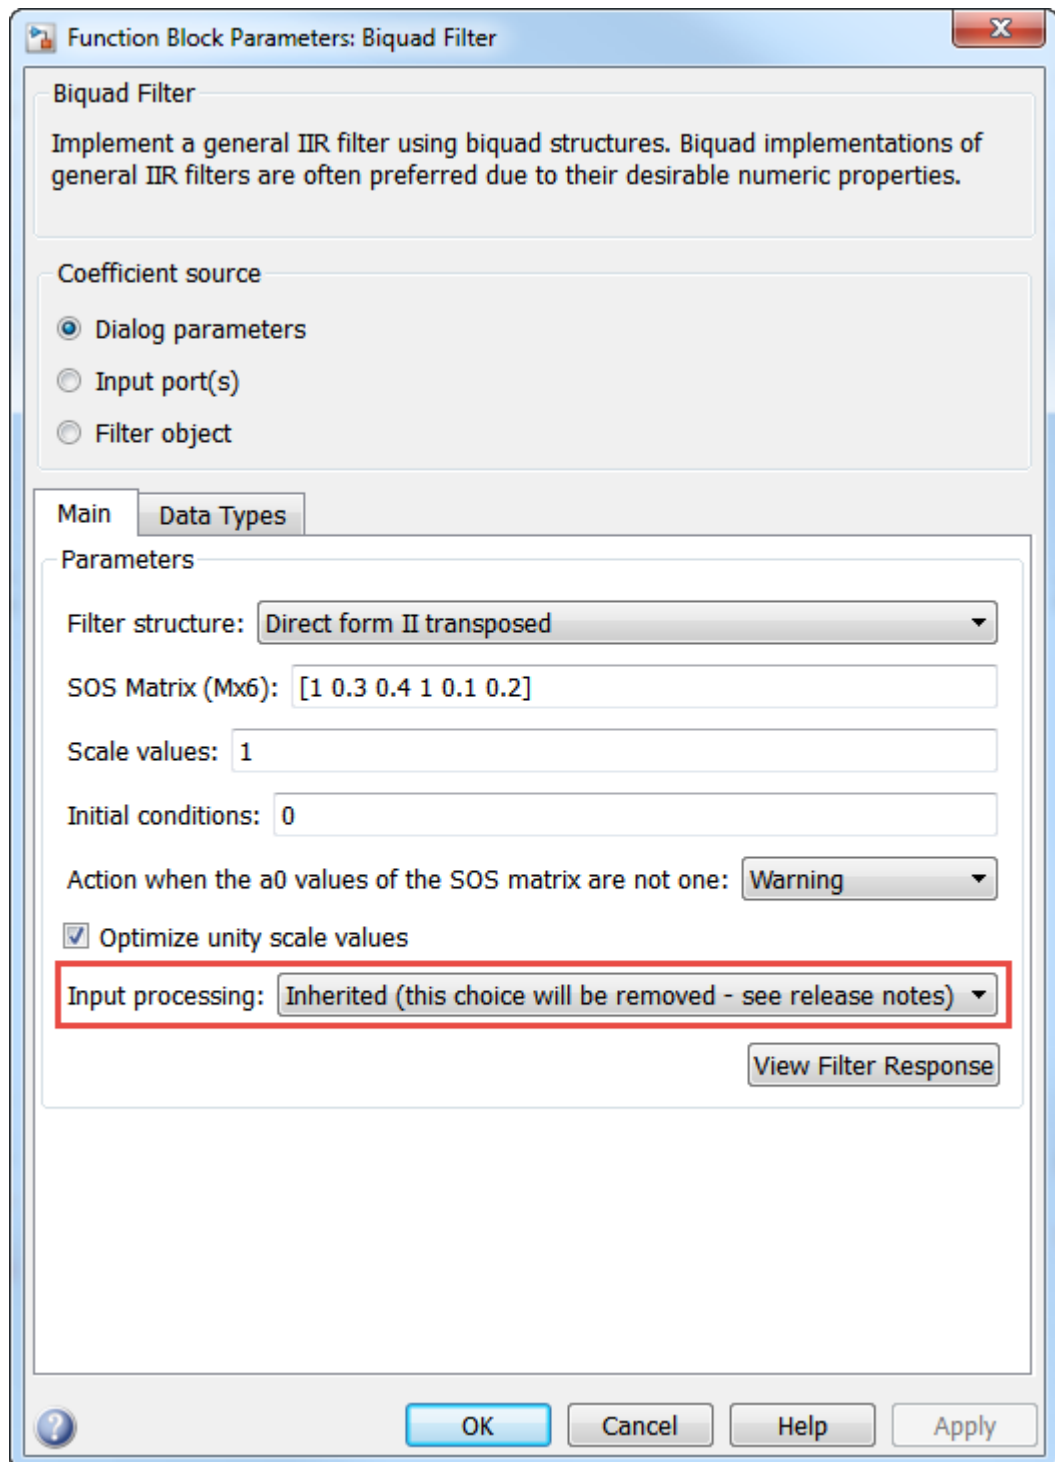 Function Block Parameters: Biquad Filter
Biquad Filter
Implement a general IIR filter using biquad structures. Biquad implementations of
general IIR filters are often preferred due to their desirable numeric properties.
Coefficient source
Dialog parameters
Input port(s)
Filter object
Main Data Types
Parameters
Filter structure: Direct form II transposed
SOS Matrix (Mx6): [1 0.3 0.4 1 0.1 0.2]
Scale values: 1
Initial conditions: 0
Action when the a0 values of the SOS matrix are not one: Warning
Optimize unity scale values
Input processing: Inherited (this choice will be removed - see release notes)
View Filter Response
? OK Cancel Help Apply